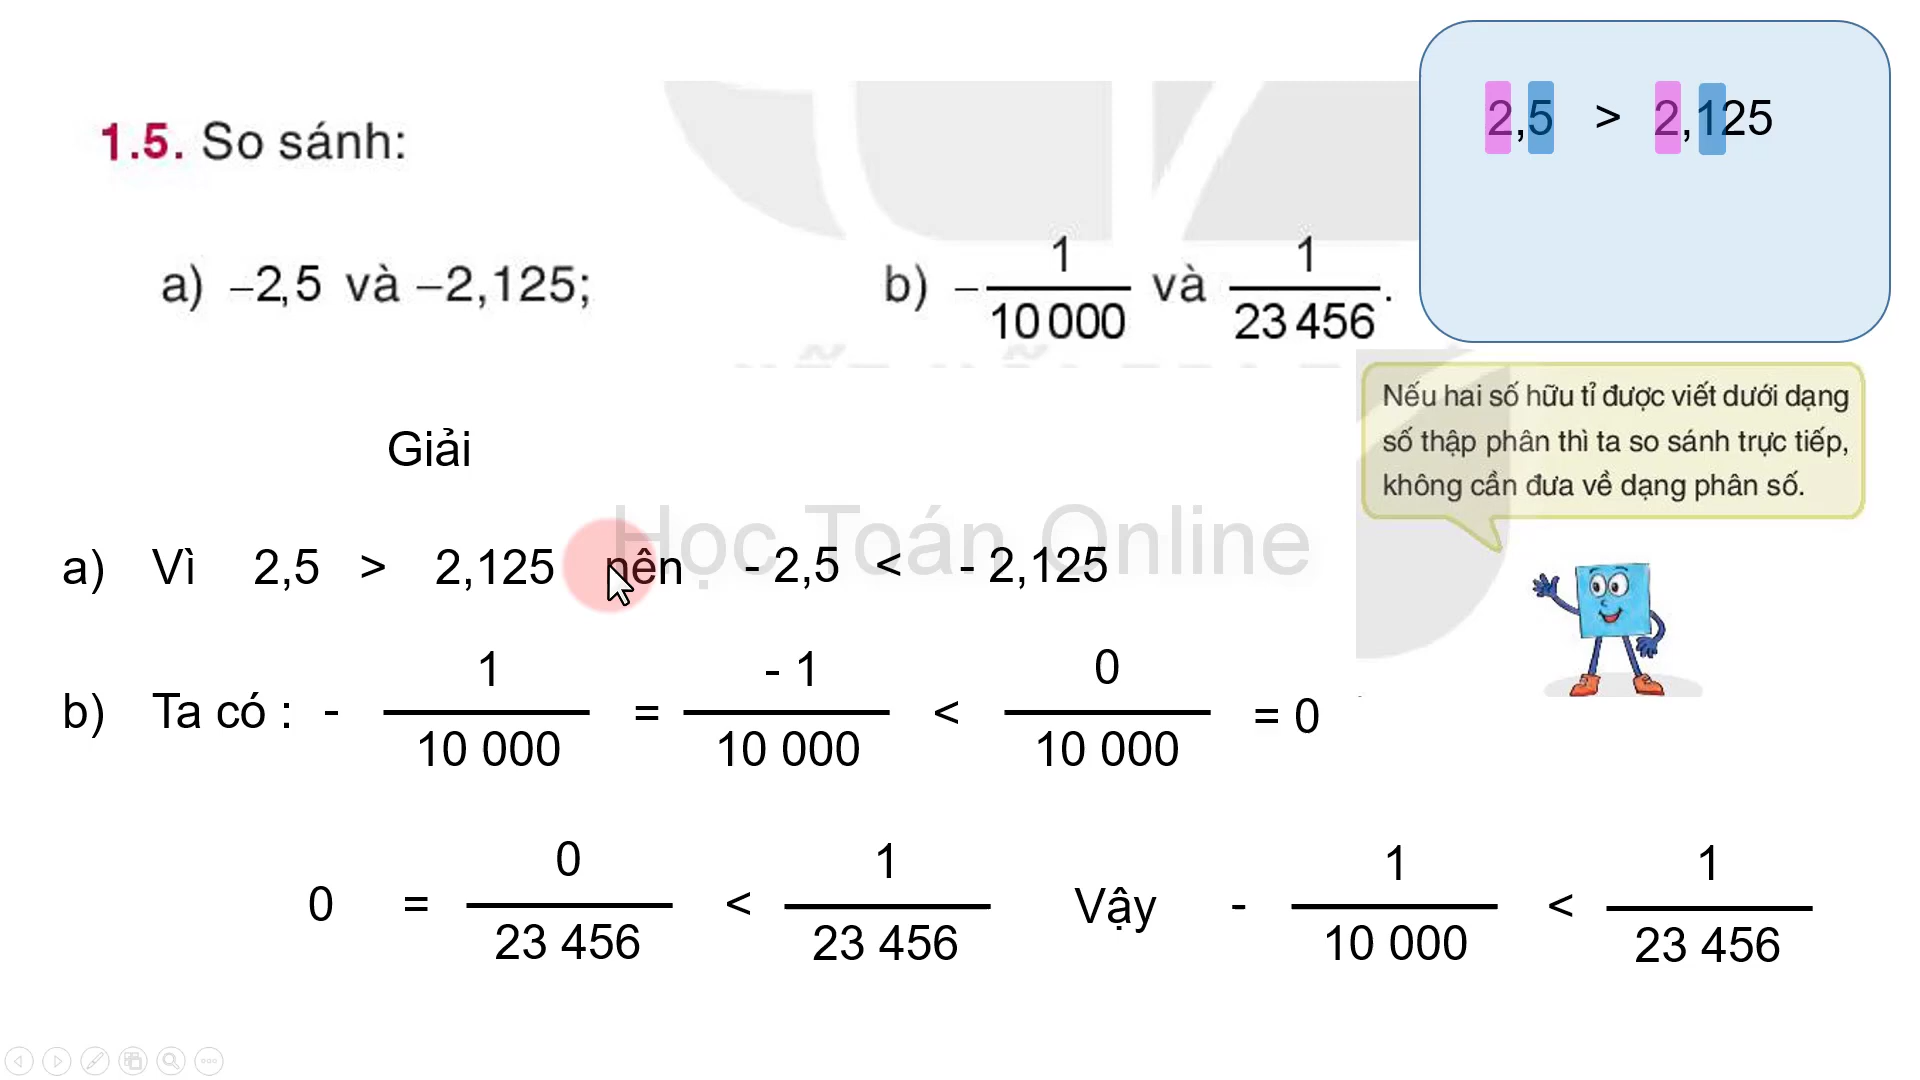 1.5. So sánh:
2,5 > 2,125
a) –2,5 và –2,125;
b) – 1/10 000 và 1/23 456.
Nếu hai số hữu tỉ được viết dưới dạng
số thập phân thì ta so sánh trực tiếp,
không cần đưa về dạng phân số.
Giải
Học Toán Online
a) Vì 2,5 > 2,125 nên - 2,5 < - 2,125
b) Ta có : - 1/10 000 = - 1/10 000 < 0/10 000 = 0
0 = 0/23 456 < 1/23 456 Vậy - 1/10 000 < 1/23 456